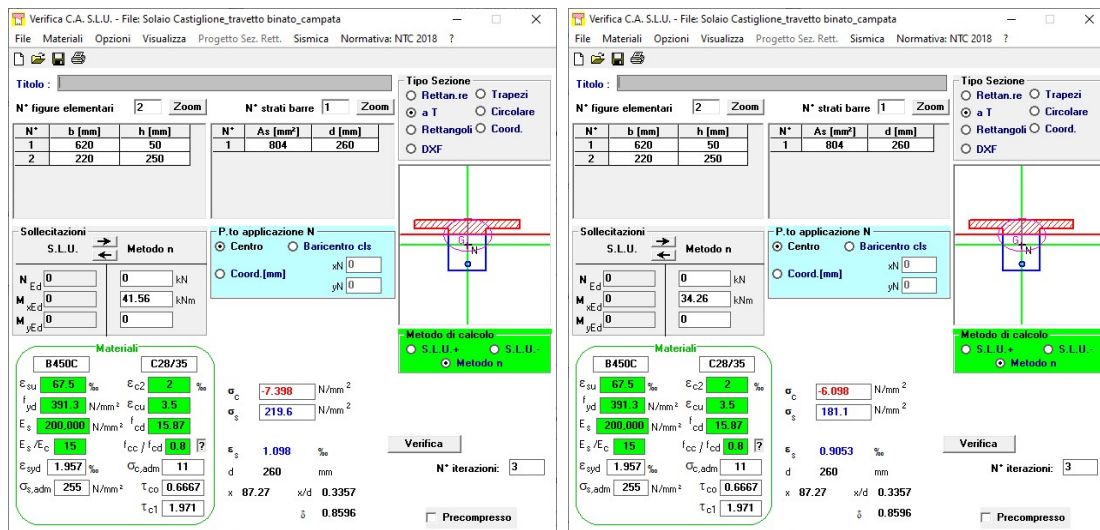 Verifica C.A. S.L.U. - File: Solaio Castiglione_travetto binato_campata
File Materiali Opzioni Visualizza Progetto Sez. Rett. Sismica Normativa: NTC 2018 ?
Titolo :
N° figure elementari 2 Zoom N° strati barre 1 Zoom
N° b [mm] h [mm]
1 620 50
2 220 250
N° As [mm²] d [mm]
1 804 260
Tipo Sezione
Rettan.re Trapezi
a T Circolare
Rettangoli Coord.
DXF
Sollecitazioni
S.L.U. Metodo n
N Ed 0 0 kN
M xEd 0 41.56 kNm
M yEd 0 0
P.to applicazione N
Centro Baricentro cls
Coord.[mm] xN 0
yN 0
G N
Metodo di calcolo
S.L.U.+ S.L.U.-
Metodo n
Materiali
B450C C28/35
εsu 67.5 ‰ εc2 2 ‰
fyd 391.3 N/mm² εcu 3.5
Es 200,000 N/mm² fcd 15.87
Es/Ec 15 fcc / fcd 0.8 ?
εsyd 1.957 ‰ σc,adm 11
σs,adm 255 N/mm² τco 0.6667
τc1 1.971
σc -7.398 N/mm²
σs 219.6 N/mm²
εs 1.098 ‰
d 260 mm
x 87.27 x/d 0.3357
δ 0.8596
Verifica
N° iterazioni: 3
Precompresso
Verifica C.A. S.L.U. - File: Solaio Castiglione_travetto binato_campata
File Materiali Opzioni Visualizza Progetto Sez. Rett. Sismica Normativa: NTC 2018 ?
Titolo :
N° figure elementari 2 Zoom N° strati barre 1 Zoom
N° b [mm] h [mm]
1 620 50
2 220 250
N° As [mm²] d [mm]
1 804 260
Tipo Sezione
Rettan.re Trapezi
a T Circolare
Rettangoli Coord.
DXF
Sollecitazioni
S.L.U. Metodo n
N Ed 0 0 kN
M xEd 0 34.26 kNm
M yEd 0 0
P.to applicazione N
Centro Baricentro cls
Coord.[mm] xN 0
yN 0
G N
Metodo di calcolo
S.L.U.+ S.L.U.-
Metodo n
Materiali
B450C C28/35
εsu 67.5 ‰ εc2 2 ‰
fyd 391.3 N/mm² εcu 3.5
Es 200,000 N/mm² fcd 15.87
Es/Ec 15 fcc / fcd 0.8 ?
εsyd 1.957 ‰ σc,adm 11
σs,adm 255 N/mm² τco 0.6667
τc1 1.971
σc -6.098 N/mm²
σs 181.1 N/mm²
εs 0.9053 ‰
d 260 mm
x 87.27 x/d 0.3357
δ 0.8596
Verifica
N° iterazioni: 3
Precompresso